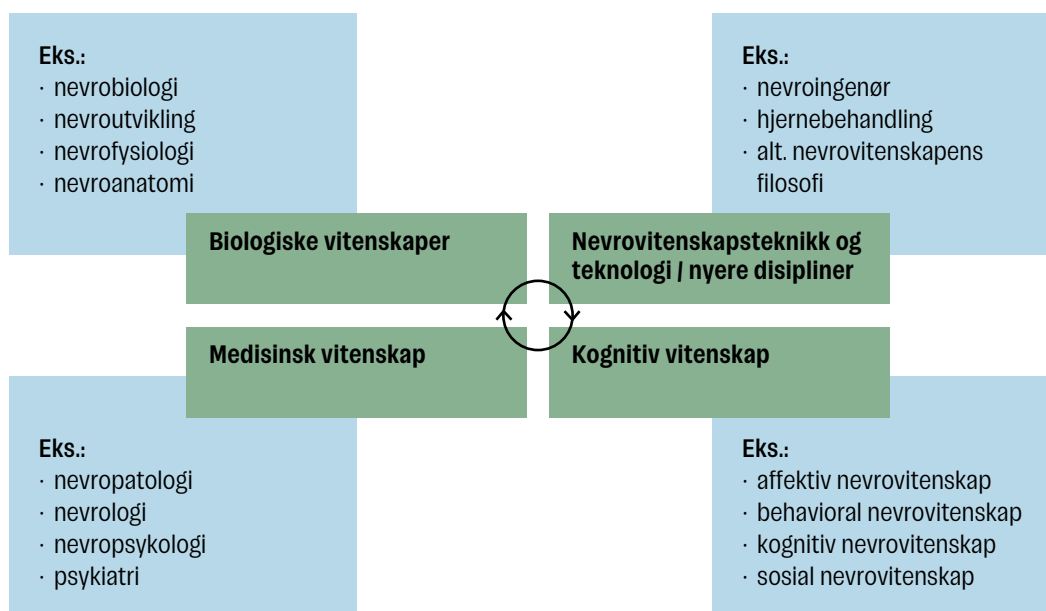 Eks.:
· nevrobiologi
· nevroutvikling
· nevrofysiologi
· nevroanatomi
Biologiske vitenskaper
Eks.:
· nevroingenør
· hjernebehandling
· alt. nevrovitenskapens
filosofi
Nevrovitenskapsteknikk og
teknologi / nyere disipliner
Medisinsk vitenskap
Eks.:
· nevropatologi
· nevrologi
· nevropsykologi
· psykiatri
Kognitiv vitenskap
Eks.:
· affektiv nevrovitenskap
· behavioral nevrovitenskap
· kognitiv nevrovitenskap
· sosial nevrovitenskap